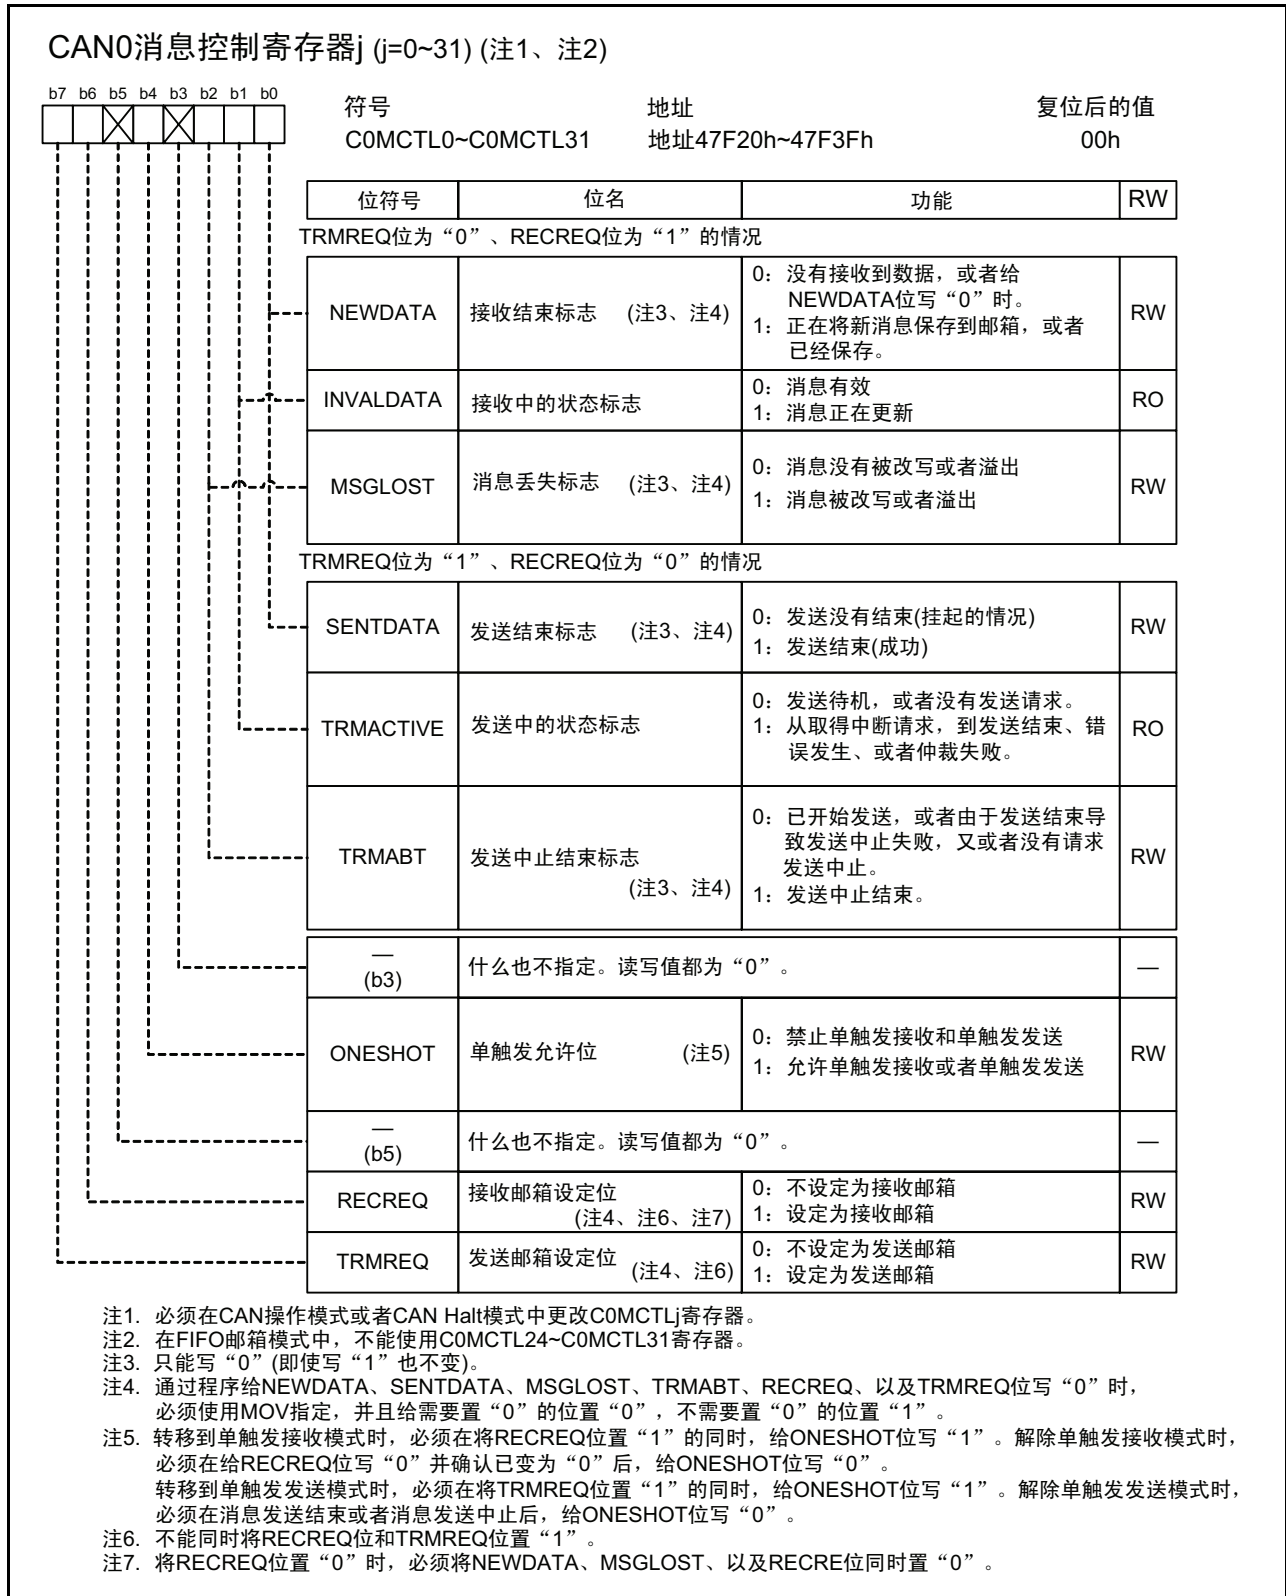 CAN0消息控制寄存器j (j=0~31) (注1、注2)
b7 b6 b5 b4 b3 b2 b1 b0
符号 地址 复位后的值
C0MCTL0~C0MCTL31 地址47F20h~47F3Fh 00h
位符号 位名 功能 RW
TRMREQ位为“0”、RECREQ位为“1”的情况
NEWDATA 接收结束标志 (注3、注4) 0：没有接收到数据，或者给
NEWDATA位写“0”时。
1：正在将新消息保存到邮箱，或者
已经保存。 RW
INVALDATA 接收中的状态标志 0：消息有效
1：消息正在更新 RO
MSGLOST 消息丢失标志 (注3、注4) 0：消息没有被改写或者溢出
1：消息被改写或者溢出 RW
TRMREQ位为“1”、RECREQ位为“0”的情况
SENTDATA 发送结束标志 (注3、注4) 0：发送没有结束(挂起的情况)
1：发送结束(成功) RW
TRMACTIVE 发送中的状态标志 0：发送待机，或者没有发送请求。
1：从取得中断请求，到发送结束、错
误发生、或者仲裁失败。 RO
TRMABT 发送中止结束标志
(注3、注4) 0：已开始发送，或者由于发送结束导
致发送中止失败，又或者没有请求
发送中止。
1：发送中止结束。 RW
—
(b3) 什么也不指定。读写值都为“0”。 —
ONESHOT 单触发允许位 (注5) 0：禁止单触发接收和单触发发送
1：允许单触发接收或者单触发发送 RW
—
(b5) 什么也不指定。读写值都为“0”。 —
RECREQ 接收邮箱设定位
(注4、注6、注7) 0：不设定为接收邮箱
1：设定为接收邮箱 RW
TRMREQ 发送邮箱设定位 (注4、注6) 0：不设定为发送邮箱
1：设定为发送邮箱 RW
注1. 必须在CAN操作模式或者CAN Halt模式中更改C0MCTLj寄存器。
注2. 在FIFO邮箱模式中，不能使用C0MCTL24~C0MCTL31寄存器。
注3. 只能写“0”(即使写“1”也不变)。
注4. 通过程序给NEWDATA、SENTDATA、MSGLOST、TRMABT、RECREQ、以及TRMREQ位写“0”时，
必须使用MOV指定，并且给需要置“0”的位置“0”，不需要置“0”的位置“1”。
注5. 转移到单触发接收模式时，必须在将RECREQ位置“1”的同时，给ONESHOT位写“1”。解除单触发接收模式时，
必须在给RECREQ位写“0”并确认已变为“0”后，给ONESHOT位写“0”。
转移到单触发发送模式时，必须在将TRMREQ位置“1”的同时，给ONESHOT位写“1”。解除单触发发送模式时，
必须在消息发送结束或者消息发送中止后，给ONESHOT位写“0”。
注6. 不能同时将RECREQ位和TRMREQ位置“1”。
注7. 将RECREQ位置“0”时，必须将NEWDATA、MSGLOST、以及RECRE位同时置“0”。